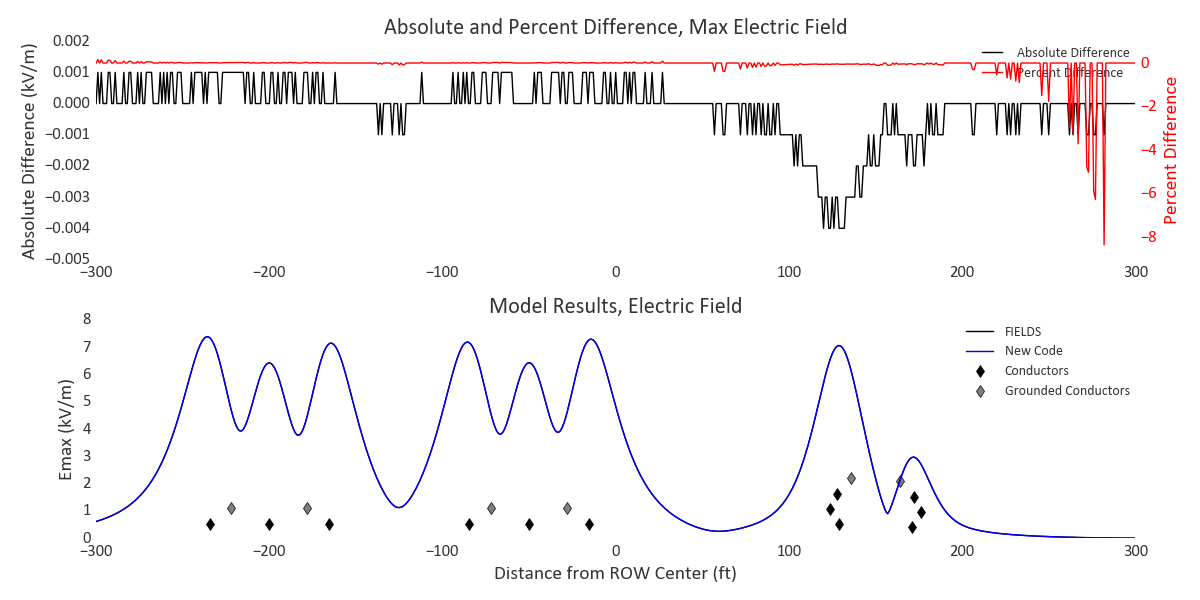 Absolute and Percent Difference, Max Electric Field
0.002
0.001
0.000
−0.001
−0.002
−0.003
−0.004
−0.005
Absolute Difference (kV/m)
Absolute Difference
Percent Difference
0
−2
−4
−6
−8
Percent Difference
−300 −200 −100 0 100 200 300
Model Results, Electric Field
8
7
6
5
4
3
2
1
0
Emax (kV/m)
FIELDS
New Code
Conductors
Grounded Conductors
−300 −200 −100 0 100 200 300
Distance from ROW Center (ft)